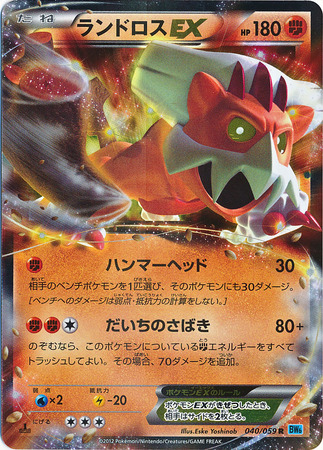 たね
ランドロスEX
HP 180
ハンマーヘッド 30
相手のベンチポケモンを1匹選び、そのポケモンにも30ダメージ。
[ベンチへのダメージは弱点・抵抗力の計算をしない。]
だいちのさばき 80+
のぞむなら、このポケモンについているエネルギーをすべて
トラッシュしてよい。その場合、70ダメージを追加。
弱点 抵抗力
×2 -20
にげる
ポケモンEXのルール
ポケモンEXがきぜつしたとき、
相手はサイドを2枚とる。
Illus.Eske Yoshinob
040/059 R BW6
©2012 Pokémon/Nintendo/Creatures/GAME FREAK